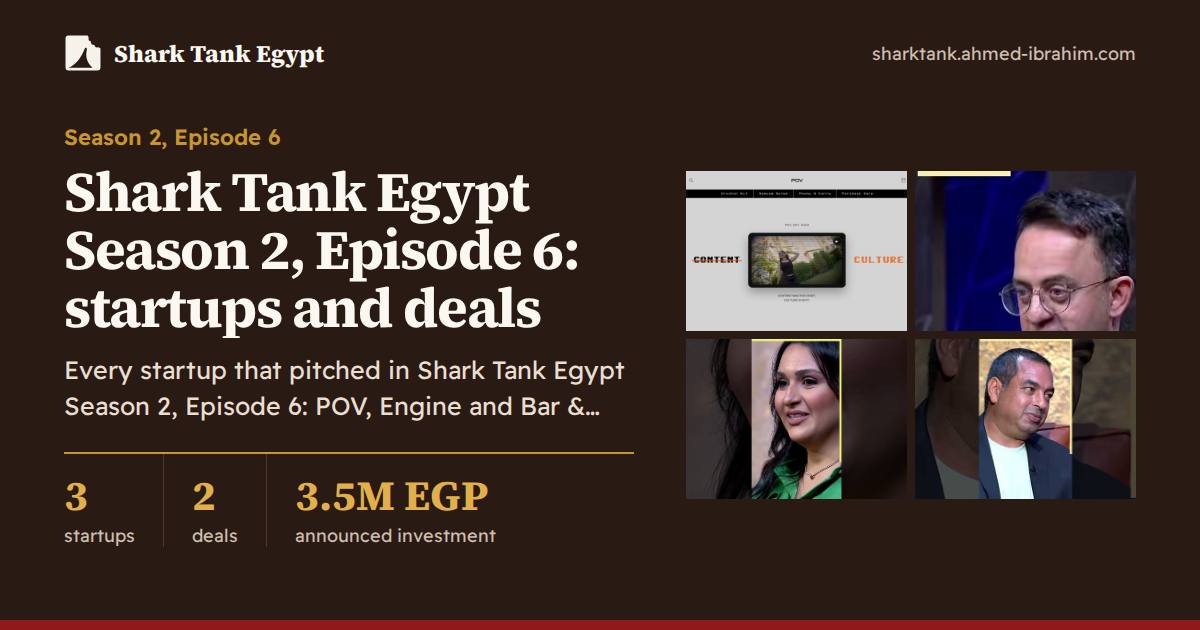 Shark Tank Egypt
sharktank.ahmed-ibrahim.com
Season 2, Episode 6
Shark Tank Egypt
Season 2, Episode 6:
startups and deals
Every startup that pitched in Shark Tank Egypt
Season 2, Episode 6: POV, Engine and Bar &...
3
startups
2
deals
3.5M EGP
announced investment
POV
CONTENT
CULTURE